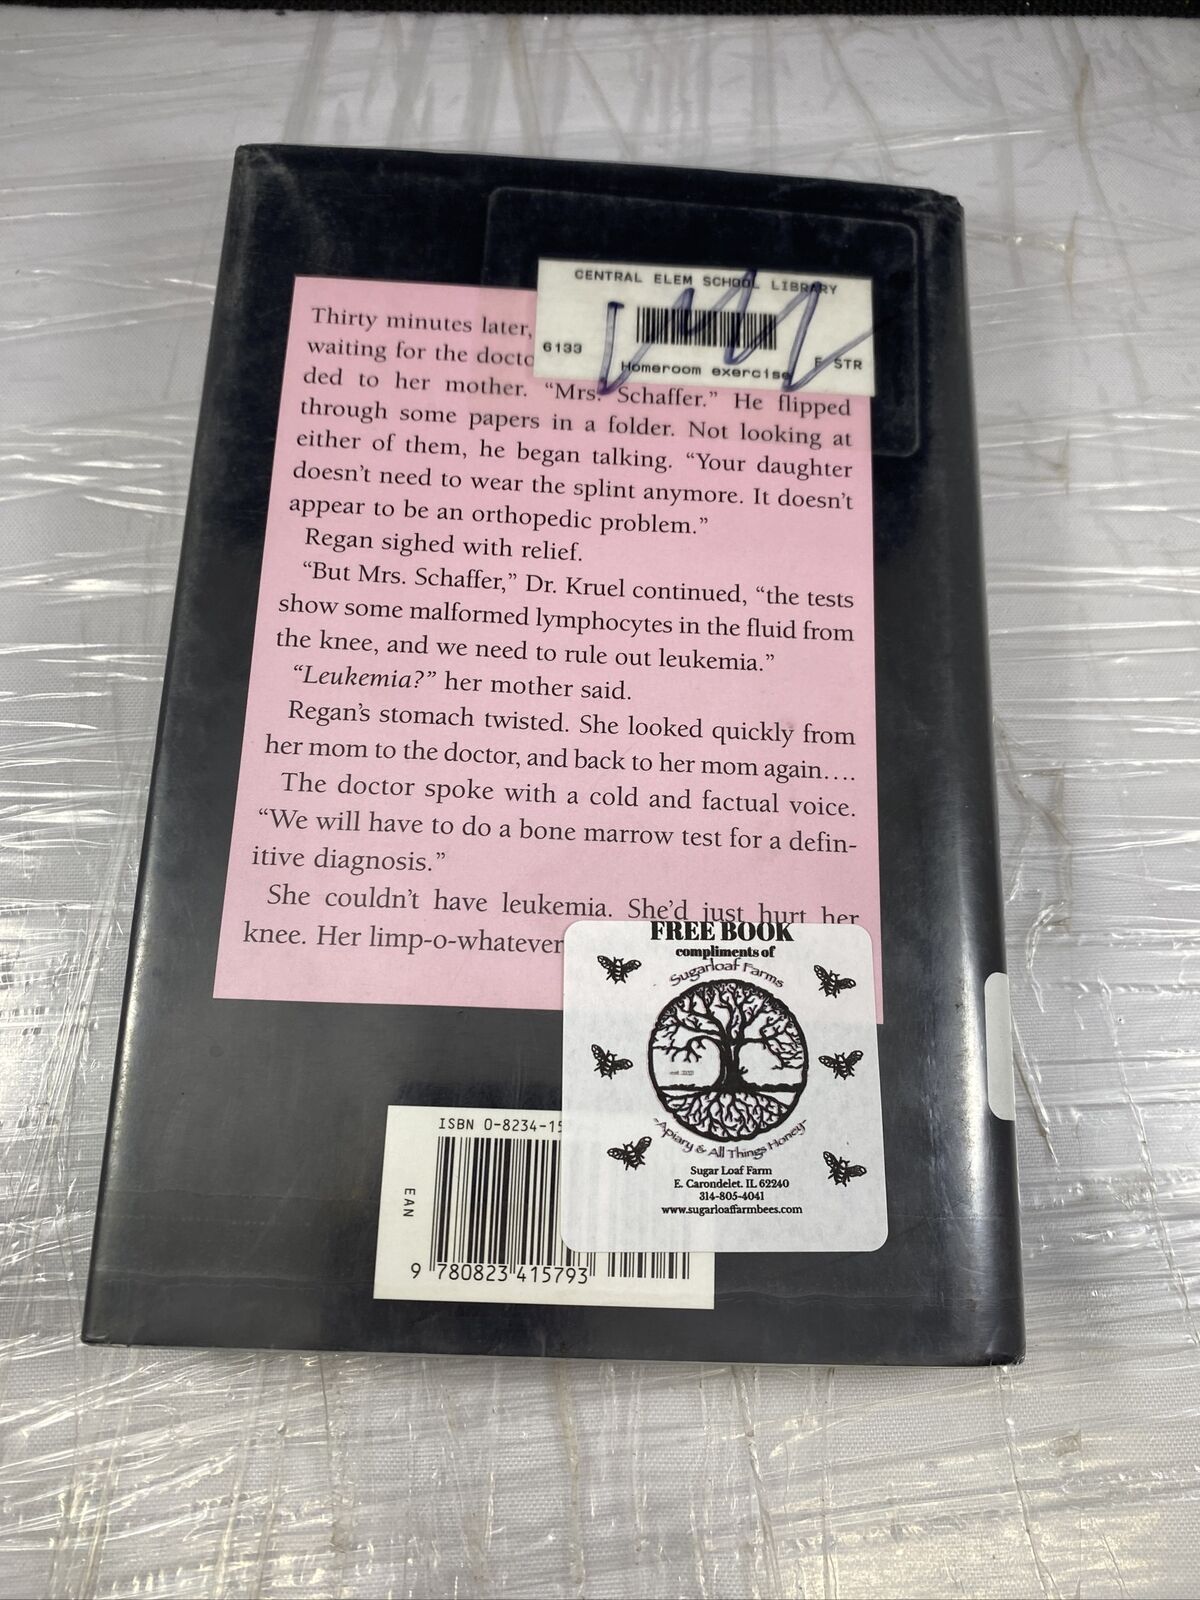 CENTRAL ELEM SCHOOL LIBRARY
6133
Homeroom exercise
STR
Thirty minutes later,
waiting for the docto
ded to her mother. “Mrs. Schaffer.” He flipped
through some papers in a folder. Not looking at
either of them, he began talking. “Your daughter
doesn’t need to wear the splint anymore. It doesn’t
appear to be an orthopedic problem.”
Regan sighed with relief.
“But Mrs. Schaffer,” Dr. Kruel continued, “the tests
show some malformed lymphocytes in the fluid from
the knee, and we need to rule out leukemia.”
“Leukemia?” her mother said.
Regan’s stomach twisted. She looked quickly from
her mom to the doctor, and back to her mom again....
The doctor spoke with a cold and factual voice.
“We will have to do a bone marrow test for a defin-
itive diagnosis.”
She couldn’t have leukemia. She’d just hurt her
knee. Her limp-o-whatever
FREE BOOK
compliments of
Sugarloaf Farms
-Apiary & All Things Honey-
Sugar Loaf Farm
E. Carondelet. IL 62240
314-805-4041
www.sugarloaffarmbees.com
ISBN 0-8234-15
EAN
9 780823 415793